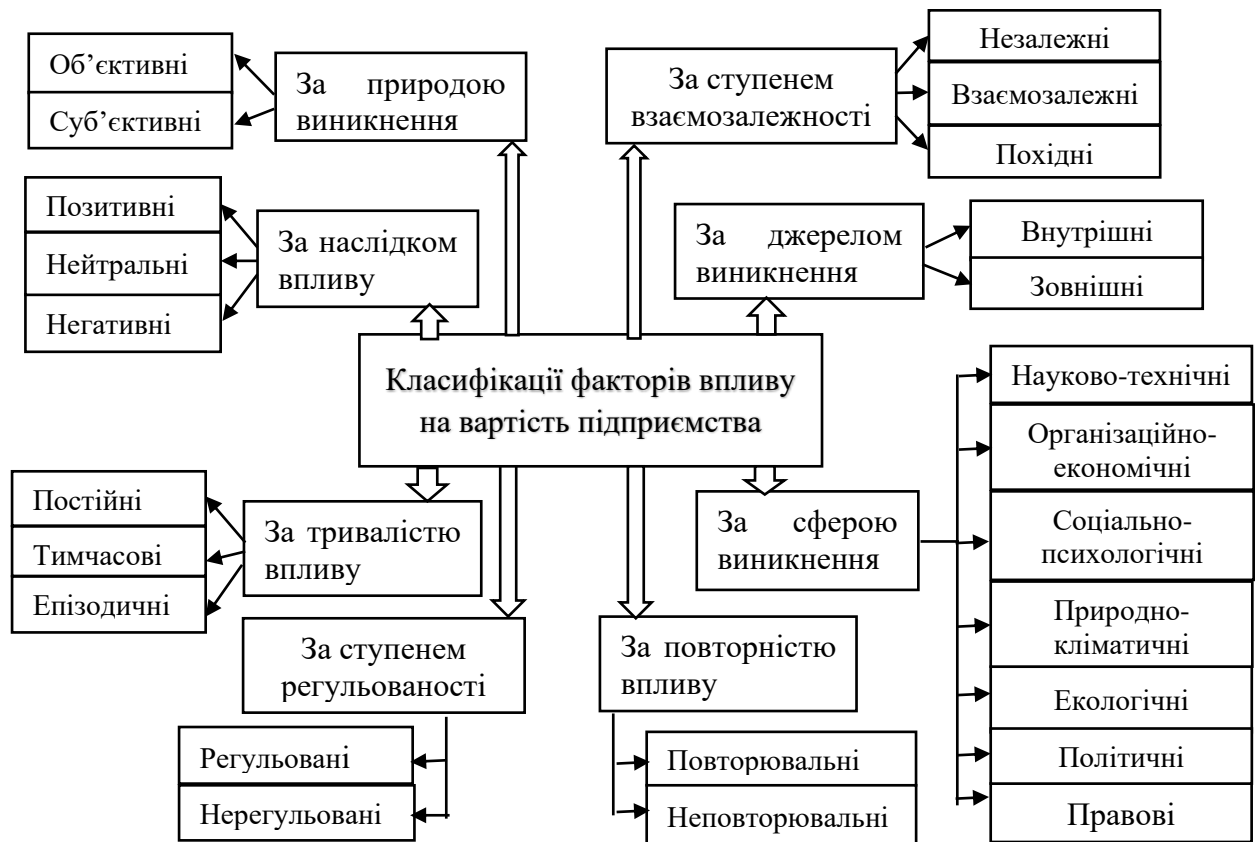 Об’єктивні
Суб’єктивні
За природою
виникнення
За ступенем
взаємозалежності
Незалежні
Взаємозалежні
Похідні
Позитивні
Нейтральні
Негативні
За наслідком
впливу
За джерелом
виникнення
Внутрішні
Зовнішні
Класифікації факторів впливу
на вартість підприємства
Постійні
Тимчасові
Епізодичні
За тривалістю
впливу
За сферою
виникнення
Науково-технічні
Організаційно-
економічні
Соціально-
психологічні
Природно-
кліматичні
Екологічні
Політичні
Правові
За ступенем
регульованості
Регульовані
Нерегульовані
За повторністю
впливу
Повторювальні
Неповторювальні